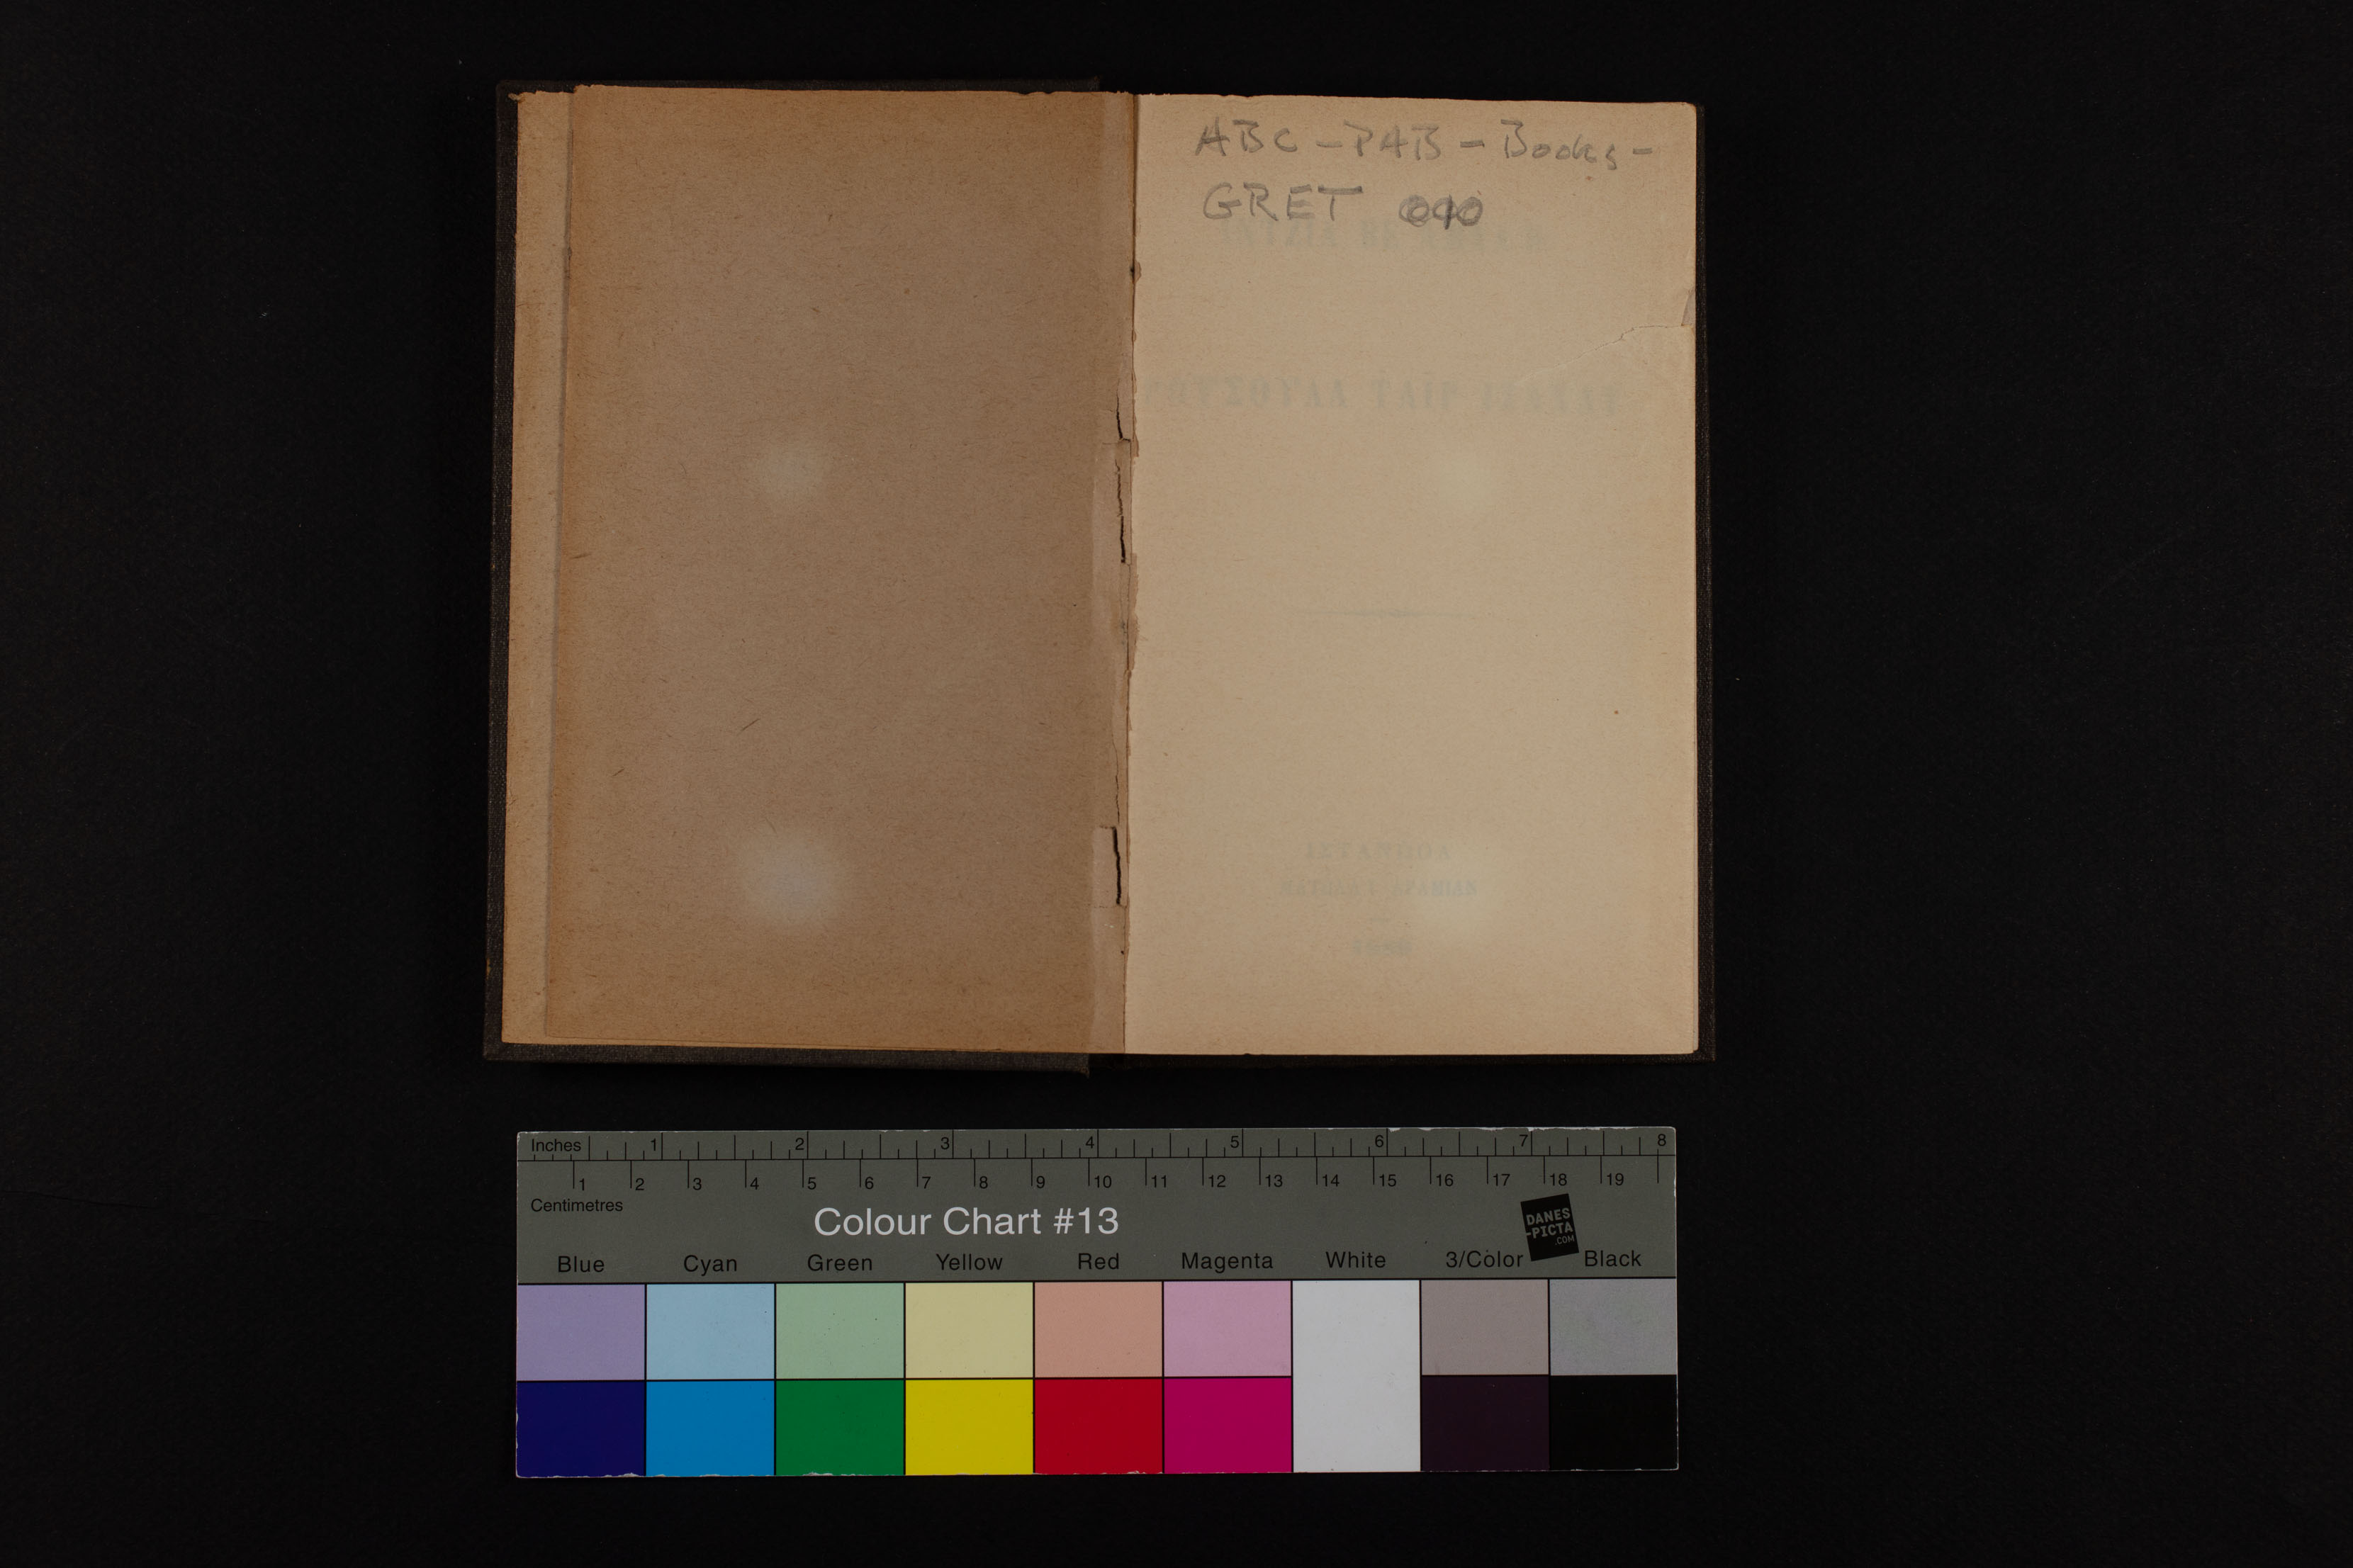 ABC - PAB - Books -
GRET 010
ΙΣΤΑΝΠΟΛ
Inches 1 2 3 4 5 6 7 8
1 2 3 4 5 6 7 8 9 10 11 12 13 14 15 16 17 18 19
Centimetres
Colour Chart #13
DANES
-PICTA
.COM
Blue Cyan Green Yellow Red Magenta White 3/Color Black